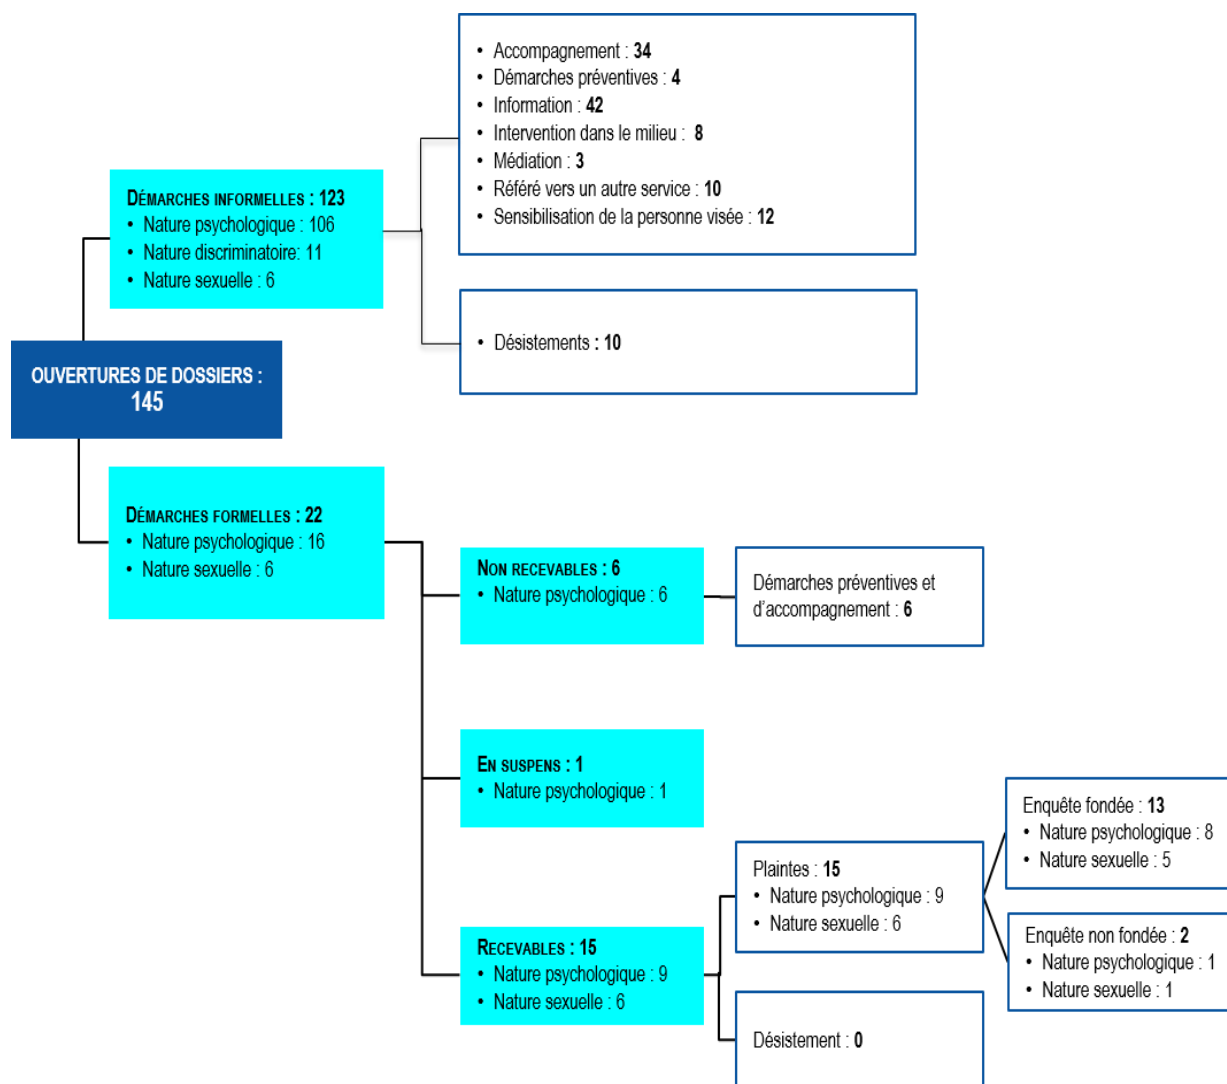 • Accompagnement : 34
• Démarches préventives : 4
• Information : 42
• Intervention dans le milieu : 8
• Médiation : 3
• Référé vers un autre service : 10
• Sensibilisation de la personne visée : 12
DÉMARCHES INFORMELLES : 123
• Nature psychologique : 106
• Nature discriminatoire: 11
• Nature sexuelle : 6
• Désistements : 10
OUVERTURES DE DOSSIERS :
145
DÉMARCHES FORMELLES : 22
• Nature psychologique : 16
• Nature sexuelle : 6
NON RECEVABLES : 6
• Nature psychologique : 6
Démarches préventives et
d’accompagnement : 6
EN SUSPENS : 1
• Nature psychologique : 1
RECEVABLES : 15
• Nature psychologique : 9
• Nature sexuelle : 6
Plaintes : 15
• Nature psychologique : 9
• Nature sexuelle : 6
Enquête fondée : 13
• Nature psychologique : 8
• Nature sexuelle : 5
Enquête non fondée : 2
• Nature psychologique : 1
• Nature sexuelle : 1
Désistement : 0